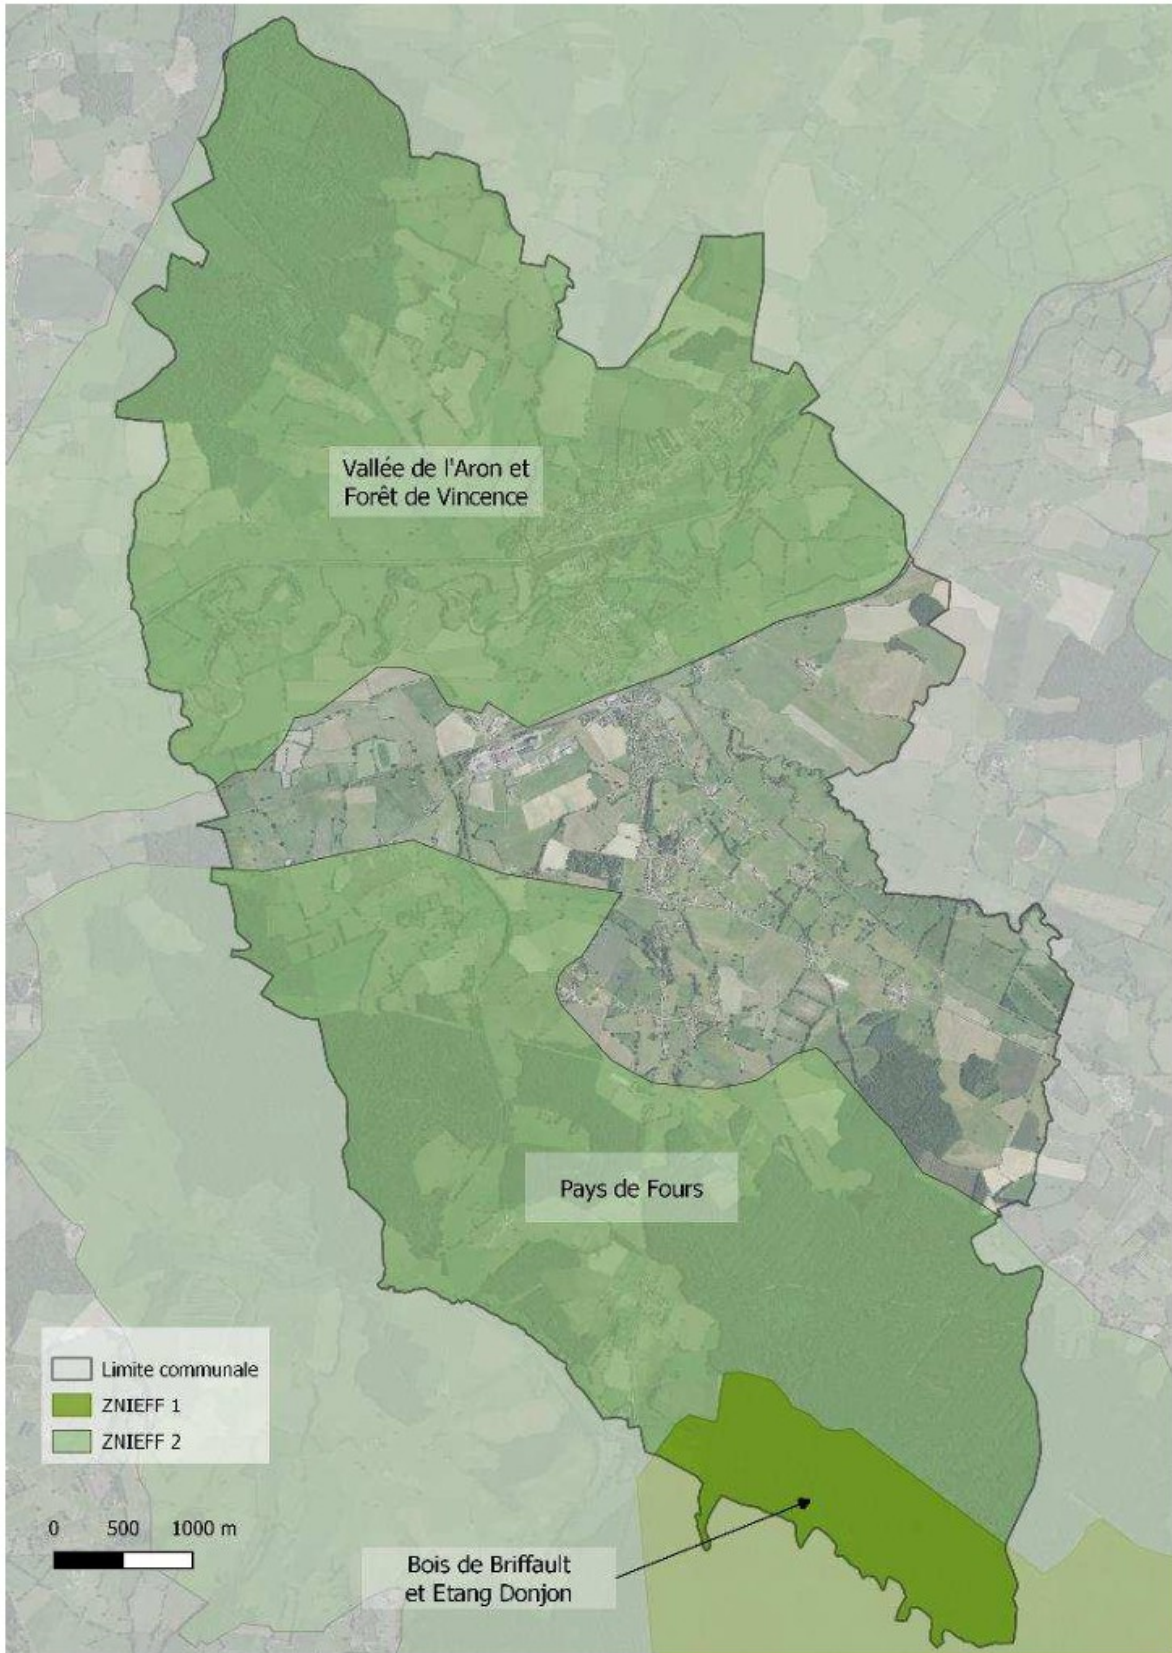 Vallée de l'Aron et
Forêt de Vincence
Pays de Fours
Limite communale
ZNIEFF 1
ZNIEFF 2
0 500 1000 m
Bois de Briffault
et Etang Donjon